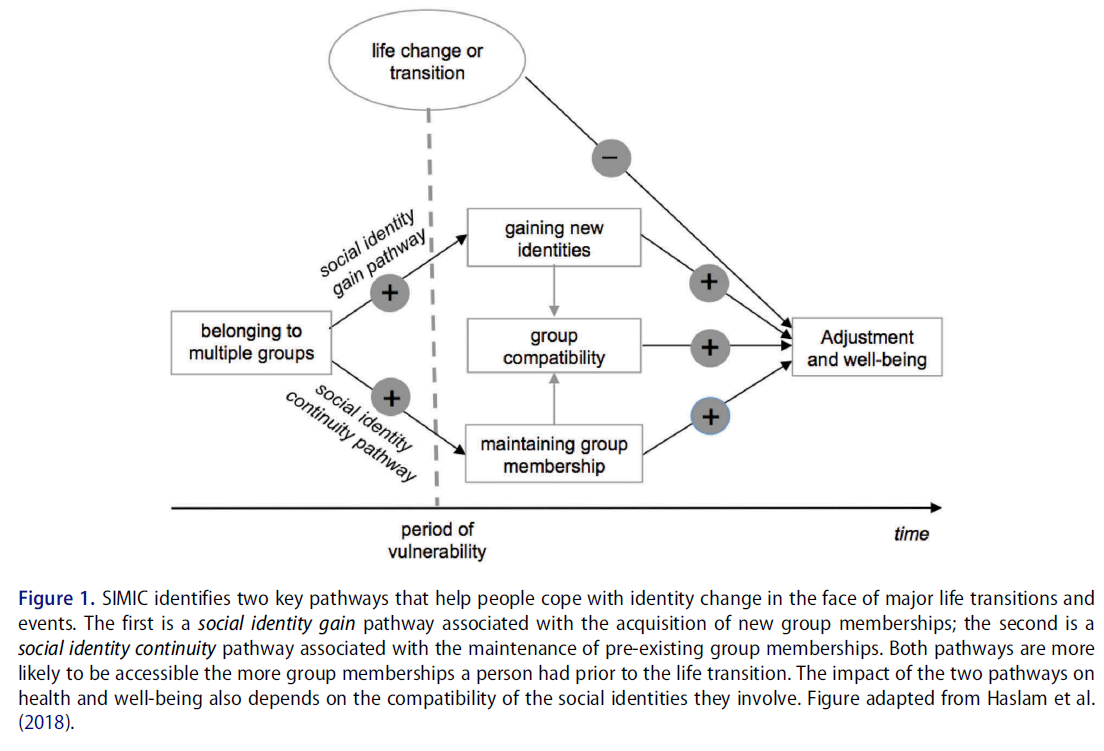 life change or
transition
−
social identity
gain pathway
+
gaining new
identities
+
belonging to
multiple groups
group
compatibility
+
Adjustment
and well-being
+
social identity
continuity pathway
maintaining group
membership
+
period of
vulnerability
time
Figure 1. SIMIC identifies two key pathways that help people cope with identity change in the face of major life transitions and
events. The first is a social identity gain pathway associated with the acquisition of new group memberships; the second is a
social identity continuity pathway associated with the maintenance of pre-existing group memberships. Both pathways are more
likely to be accessible the more group memberships a person had prior to the life transition. The impact of the two pathways on
health and well-being also depends on the compatibility of the social identities they involve. Figure adapted from Haslam et al.
(2018).